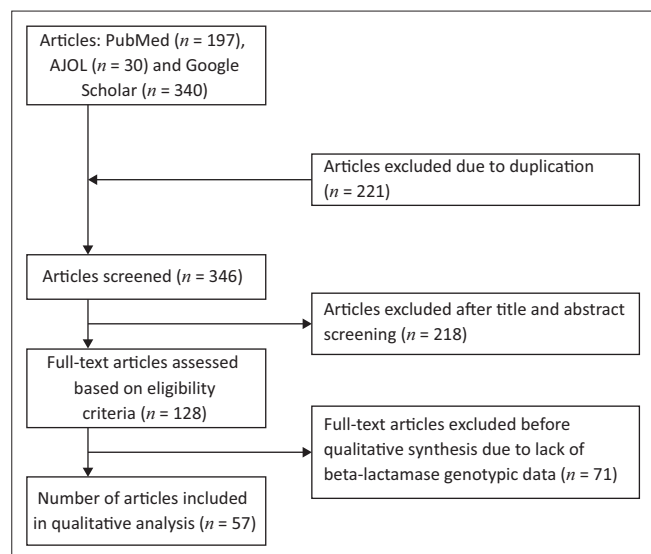 Articles: PubMed (n = 197),
AJOL (n = 30) and Google
Scholar (n = 340)
Articles excluded due to duplication
(n = 221)
Articles screened (n = 346)
Articles excluded after title and abstract
screening (n = 218)
Full-text articles assessed
based on eligibility
criteria (n = 128)
Full-text articles excluded before
qualitative synthesis due to lack of
beta-lactamase genotypic data (n = 71)
Number of articles included
in qualitative analysis (n = 57)